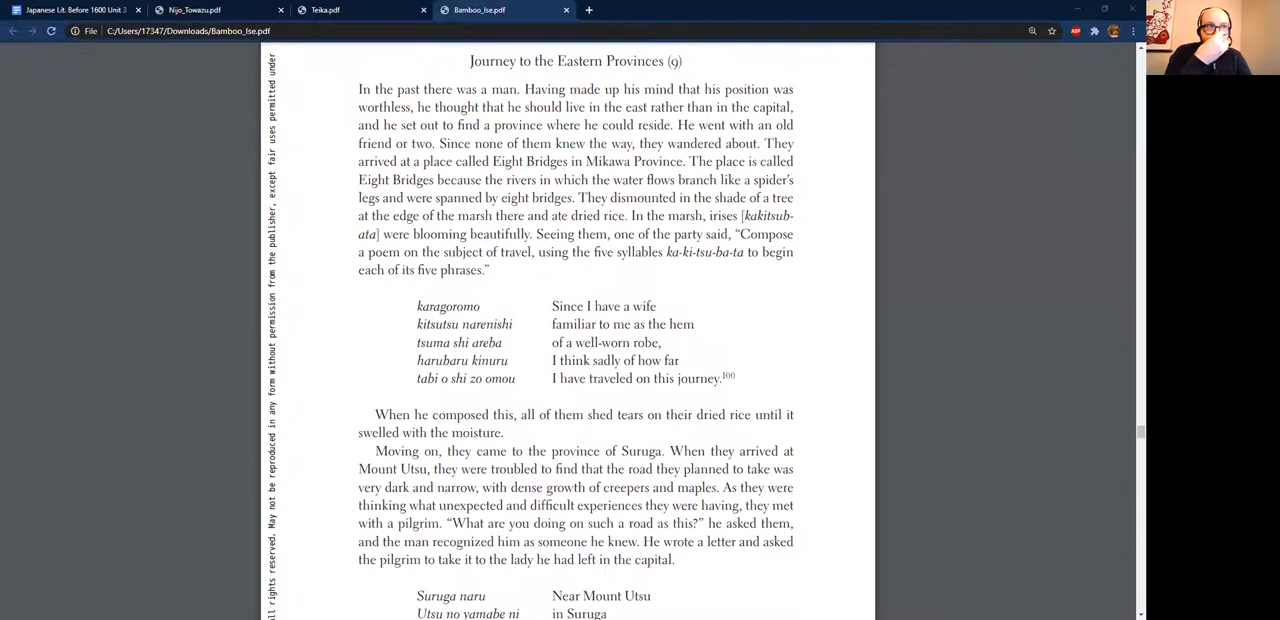 Japanese Lit. Before 1600 Unit 3
Nijo_Towazu.pdf
Teika.pdf
Bamboo_Ise.pdf
File
C:/Users/17347/Downloads/Bamboo_Ise.pdf
ABP
ll rights reserved. May not be reproduced in any form without permission from the publisher, except fair uses permitted under
Journey to the Eastern Provinces (9)
In the past there was a man. Having made up his mind that his position was
worthless, he thought that he should live in the east rather than in the capital,
and he set out to find a province where he could reside. He went with an old
friend or two. Since none of them knew the way, they wandered about. They
arrived at a place called Eight Bridges in Mikawa Province. The place is called
Eight Bridges because the rivers in which the water flows branch like a spider's
legs and were spanned by eight bridges. They dismounted in the shade of a tree
at the edge of the marsh there and ate dried rice. In the marsh, irises [kakitsub-
ata] were blooming beautifully. Seeing them, one of the party said, “Compose
a poem on the subject of travel, using the five syllables ka-ki-tsu-ba-ta to begin
each of its five phrases.”
karagoromo Since I have a wife
kitsutsu narenishi familiar to me as the hem
tsuma shi areba of a well-worn robe,
harubaru kinuru I think sadly of how far
tabi o shi zo omou I have traveled on this journey.100
When he composed this, all of them shed tears on their dried rice until it
swelled with the moisture.
Moving on, they came to the province of Suruga. When they arrived at
Mount Utsu, they were troubled to find that the road they planned to take was
very dark and narrow, with dense growth of creepers and maples. As they were
thinking what unexpected and difficult experiences they were having, they met
with a pilgrim. “What are you doing on such a road as this?” he asked them,
and the man recognized him as someone he knew. He wrote a letter and asked
the pilgrim to take it to the lady he had left in the capital.
Suruga naru Near Mount Utsu
Utsu no yamabe ni in Suruga